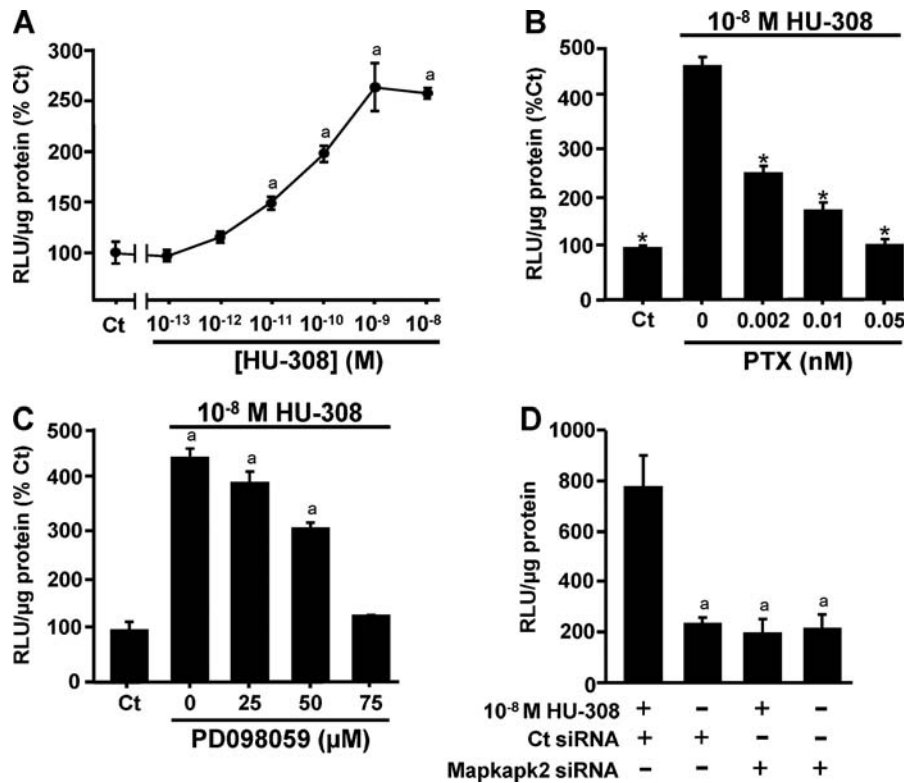 A
RLU/µg protein (% Ct)
300
250
200
150
100
a
a
a
a
Ct
10-13 10-12 10-11 10-10 10-9 10-8
[HU-308] (M)
B
10-8 M HU-308
RLU/µg protein (%Ct)
500
400
300
200
100
0
*
*
*
*
Ct 0 0.002 0.01 0.05
PTX (nM)
C
10-8 M HU-308
RLU/µg protein (% Ct)
500
400
300
200
100
0
a
a
a
Ct 0 25 50 75
PD098059 (µM)
D
RLU/µg protein
1000
800
600
400
200
0
a
a
a
10-8 M HU-308 + - + -
Ct siRNA + + - -
Mapkapk2 siRNA - - + +